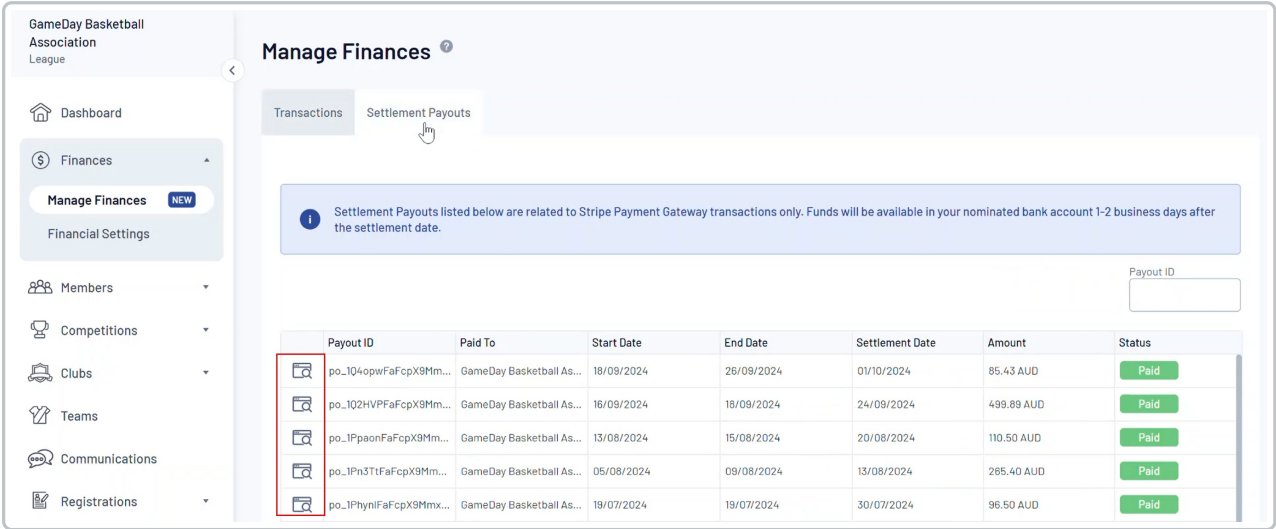 GameDay Basketball
Association
League
Dashboard
Finances
Manage Finances NEW
Financial Settings
Members
Competitions
Clubs
Teams
Communications
Registrations
Manage Finances ?
Transactions Settlement Payouts
Settlement Payouts listed below are related to Stripe Payment Gateway transactions only. Funds will be available in your nominated bank account 1-2 business days after
the settlement date.
Payout ID
Payout ID Paid To Start Date End Date Settlement Date Amount Status
po_1Q4opwFaFcpX9Mm... GameDay Basketball As... 18/09/2024 26/09/2024 01/10/2024 85.43 AUD Paid
po_1Q2HVPFaFcpX9Mm... GameDay Basketball As... 16/09/2024 18/09/2024 24/09/2024 499.89 AUD Paid
po_1PpaonFaFcpX9Mm... GameDay Basketball As... 13/08/2024 15/08/2024 20/08/2024 110.50 AUD Paid
po_1Pn3TtFaFcpX9Mm... GameDay Basketball As... 05/08/2024 09/08/2024 13/08/2024 265.40 AUD Paid
po_1PhynIFaFcpX9Mmx... GameDay Basketball As... 19/07/2024 19/07/2024 30/07/2024 96.50 AUD Paid